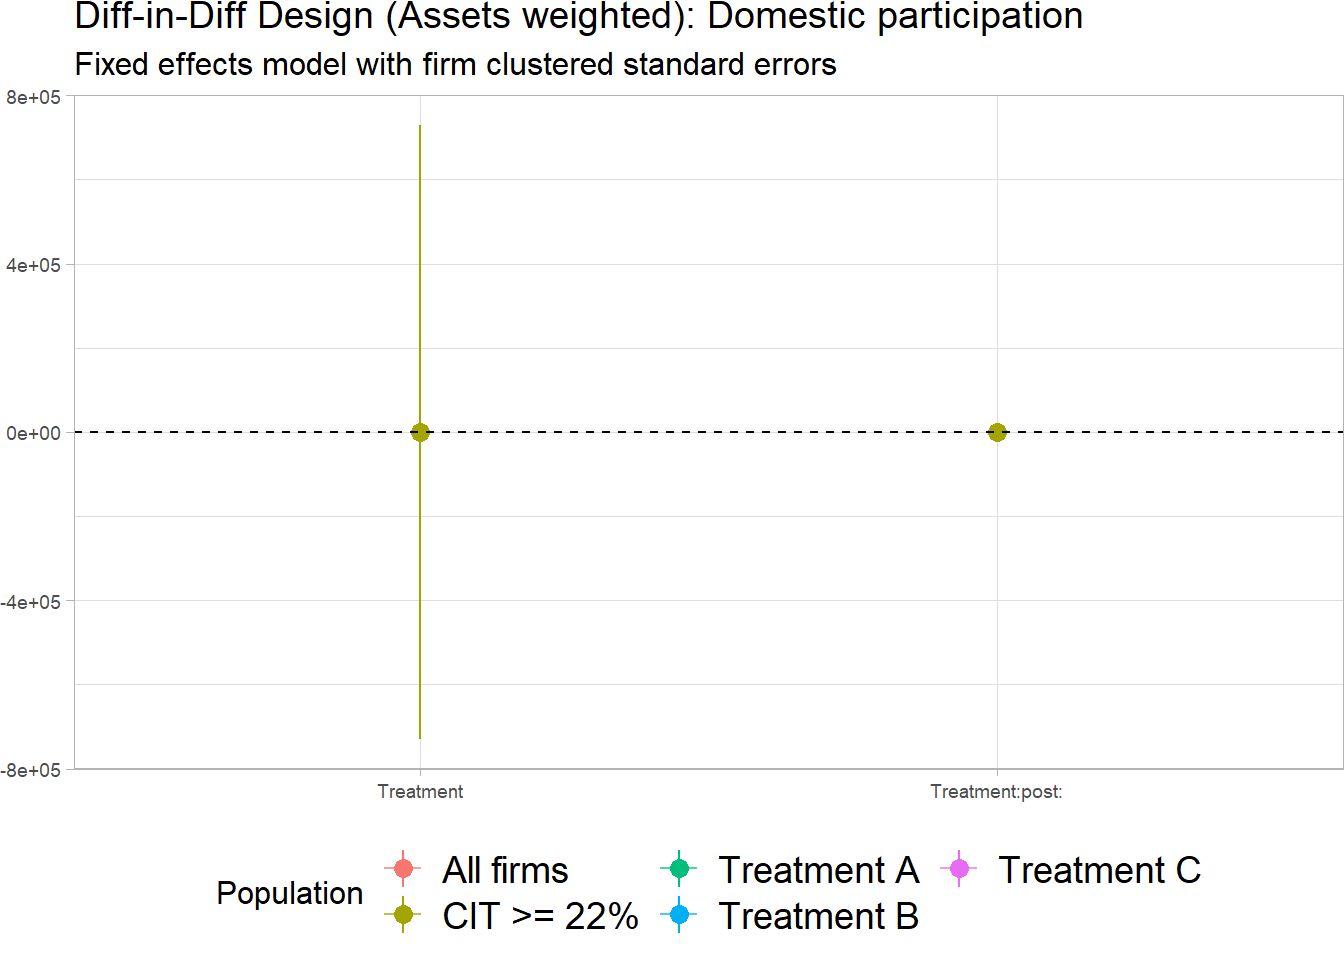 Diff-in-Diff Design (Assets weighted): Domestic participation
Fixed effects model with firm clustered standard errors
8e+05
4e+05
0e+00
-4e+05
-8e+05
Treatment
Treatment:post:
Population
All firms
CIT >= 22%
Treatment A
Treatment B
Treatment C